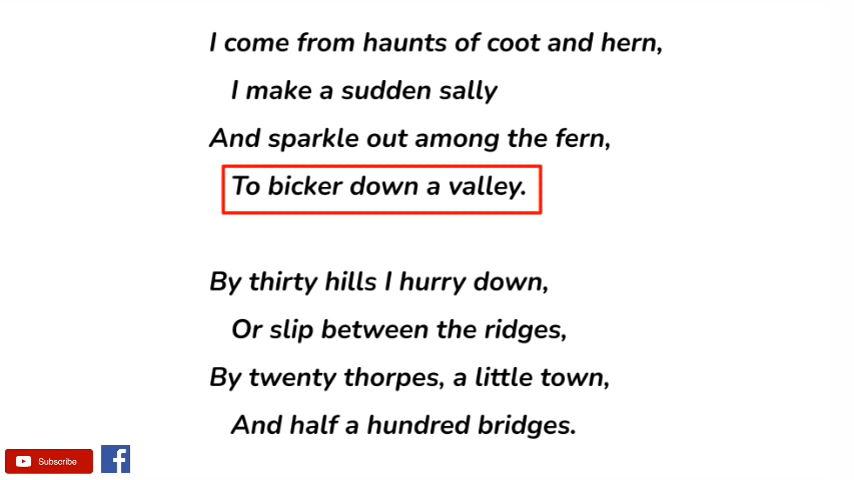 I come from haunts of coot and hern,
I make a sudden sally
And sparkle out among the fern,
To bicker down a valley.
By thirty hills I hurry down,
Or slip between the ridges,
By twenty thorpes, a little town,
And half a hundred bridges.
Subscribe